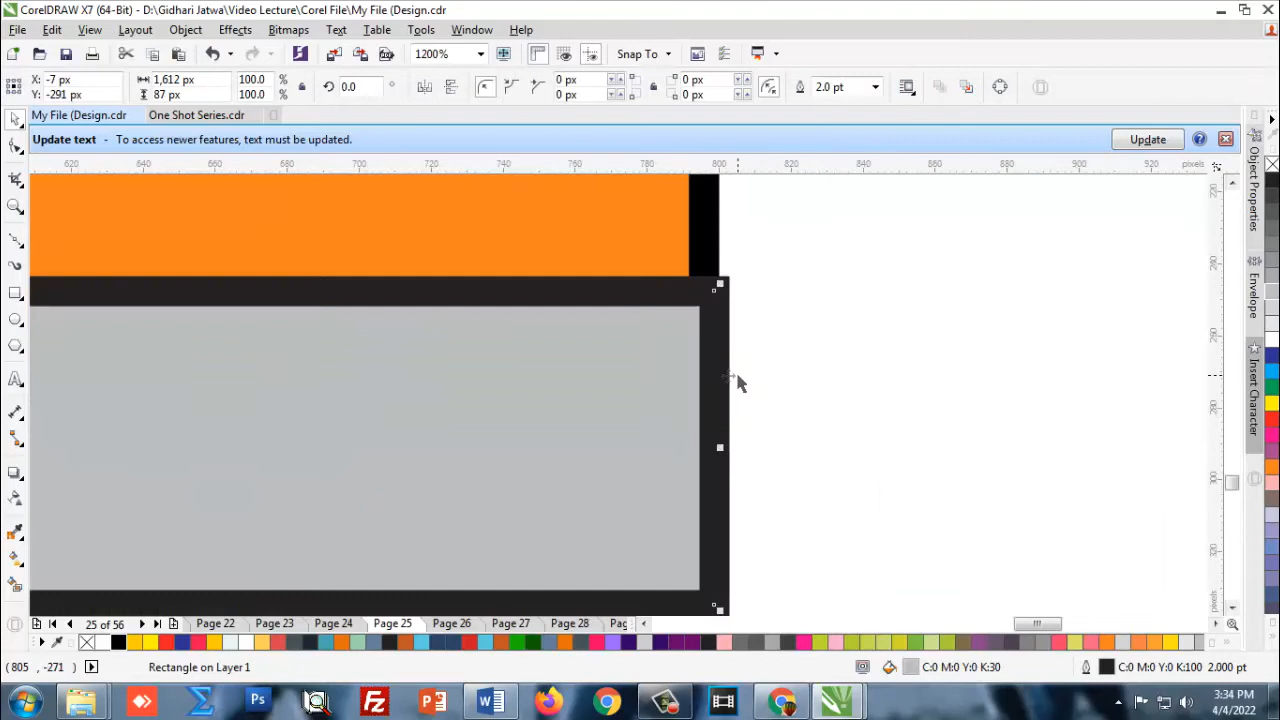 CorelDRAW X7 (64-Bit) - D:\Gidhari Jatwa\Video Lecture\Corel File\My File (Design.cdr
File Edit View Layout Object Effects Bitmaps Text Table Tools Window Help
1200% Snap To
X: -7 px 1,612 px 100.0 % 0.0 ° 0 px 0 px 2.0 pt
Y: -291 px 87 px 100.0 % 0 px 0 px
My File (Design.cdr One Shot Series.cdr
Update text - To access newer features, text must be updated. Update
620 640 660 680 700 720 740 760 780 800 820 840 860 880 900 920 pixels
Object Properties
Envelope
Insert Character
25 of 56 Page 22 Page 23 Page 24 Page 25 Page 26 Page 27 Page 28 Pag
( 805 , -271 ) Rectangle on Layer 1 C:0 M:0 Y:0 K:30 C:0 M:0 Y:0 K:100 2.000 pt
Ps
3:34 PM
4/4/2022